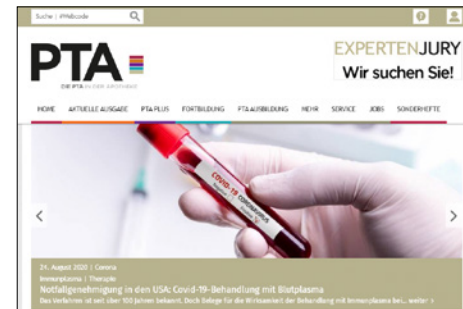 Suche | #Webcode
EXPERTENJURY
Wir suchen Sie!
PTA
DIE PTA IN DER APOTHEKE
HOME AKTUELLE AUSGABE PTA PLUS FORTBILDUNG PTA AUSBILDUNG MEHR SERVICE JOBS SONDERHEFTE
COVID-19
CORONAVIRUS
24. August 2020 | Corona
Immunplasma | Therapie
Notfallgenehmigung in den USA: Covid-19-Behandlung mit Blutplasma
Das Verfahren ist seit über 100 Jahren bekannt. Doch Belege für die Wirksamkeit der Behandlung mit Immunplasma bei... weiter >